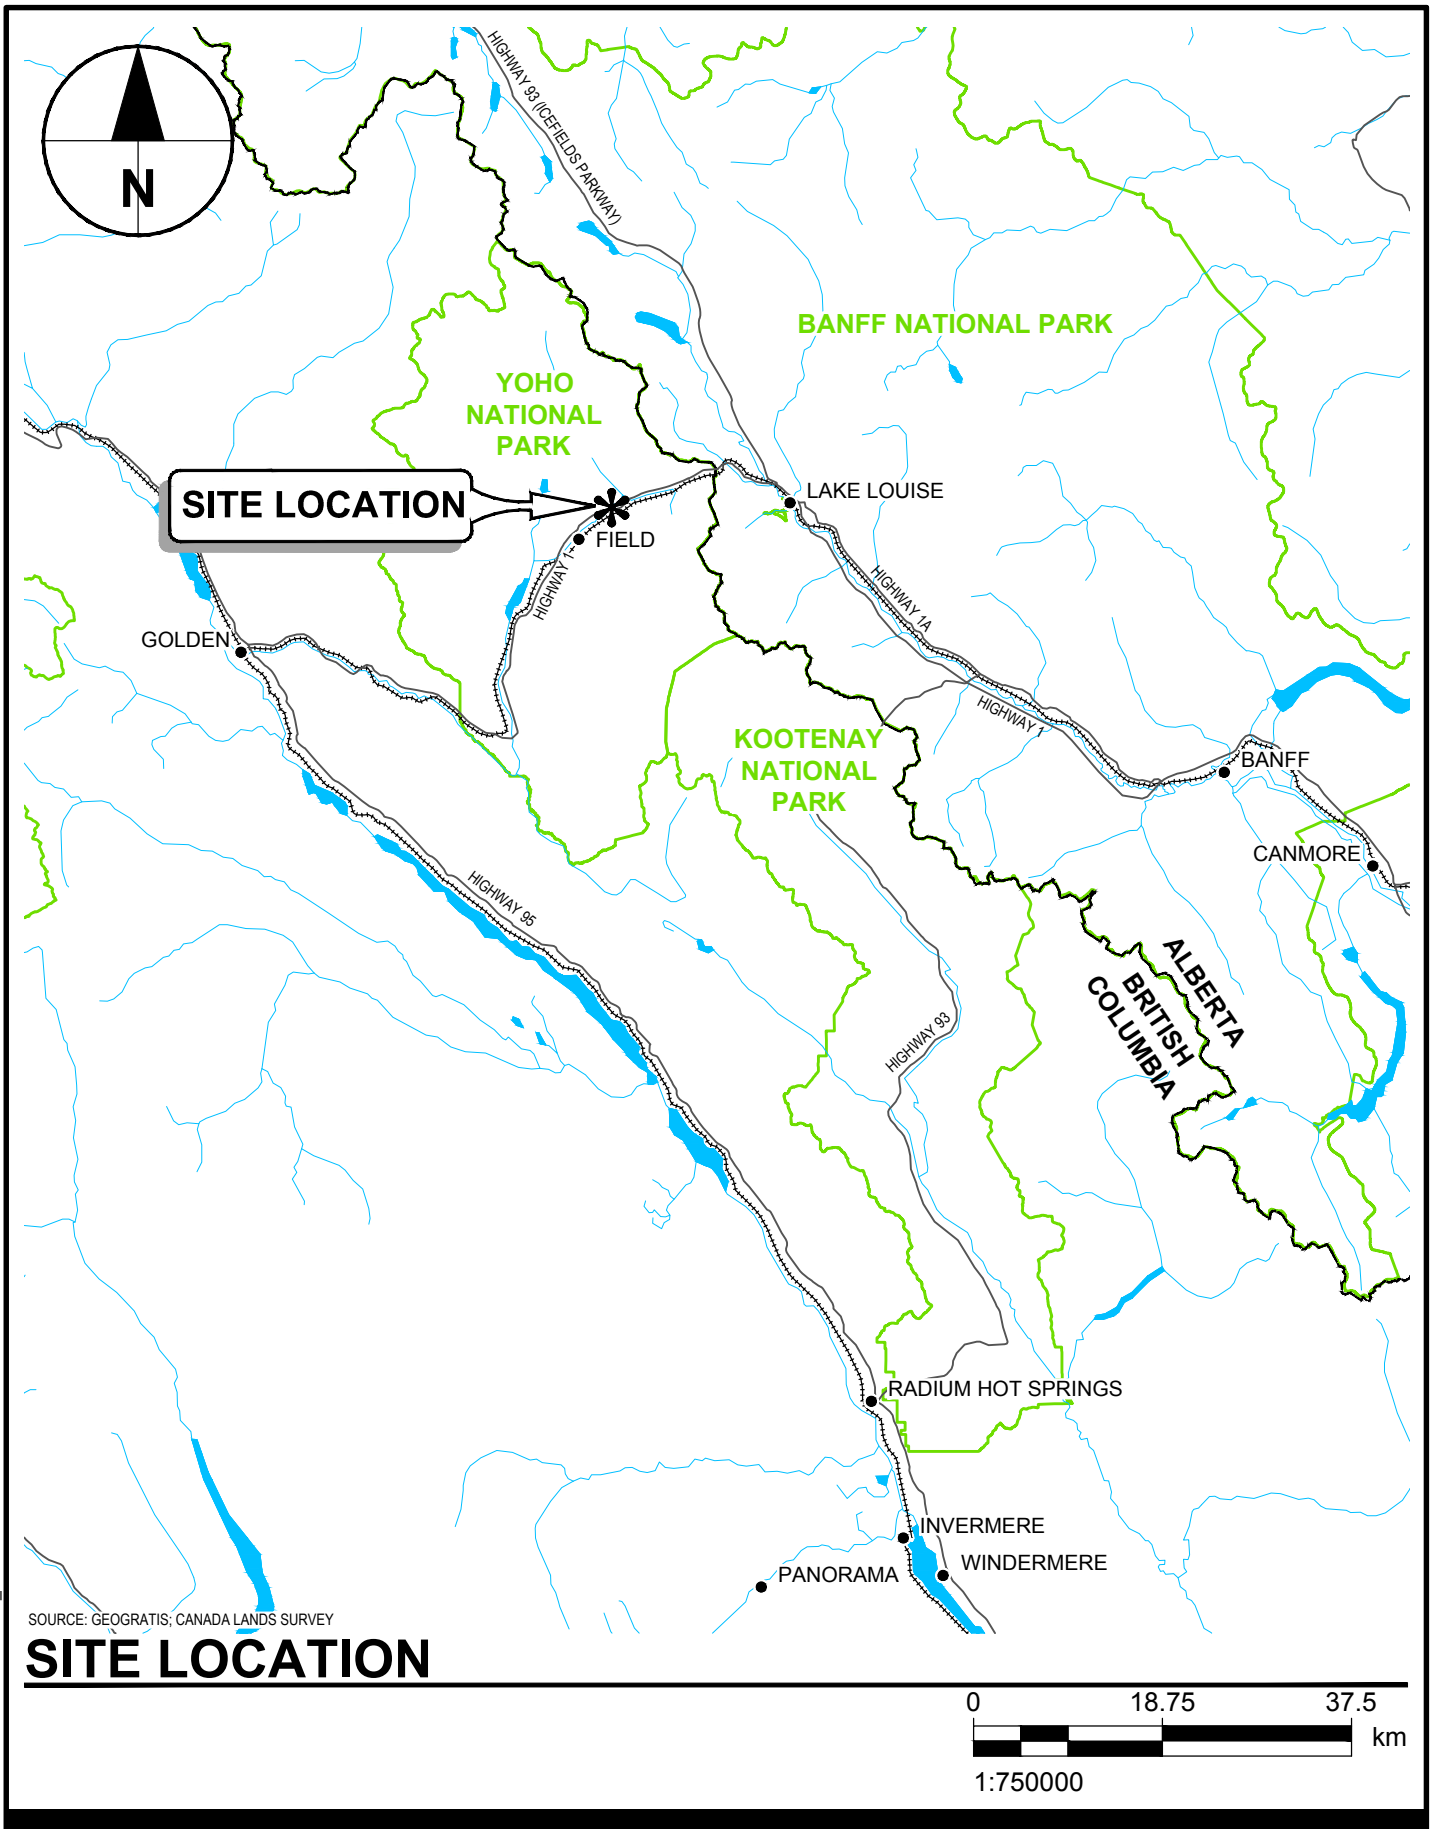 HIGHWAY 93 (ICEFIELDS PARKWAY)
N
BANFF NATIONAL PARK
YOHO
NATIONAL
PARK
SITE LOCATION
LAKE LOUISE
FIELD
HIGHWAY 1
HIGHWAY 1A
GOLDEN
HIGHWAY 1
KOOTENAY
NATIONAL
PARK
BANFF
CANMORE
HIGHWAY 95
ALBERTA
BRITISH
COLUMBIA
HIGHWAY 93
RADIUM HOT SPRINGS
INVERMERE
WINDERMERE
PANORAMA
SOURCE: GEOGRATIS; CANADA LANDS SURVEY
SITE LOCATION
0 18.75 37.5
km
1:750000